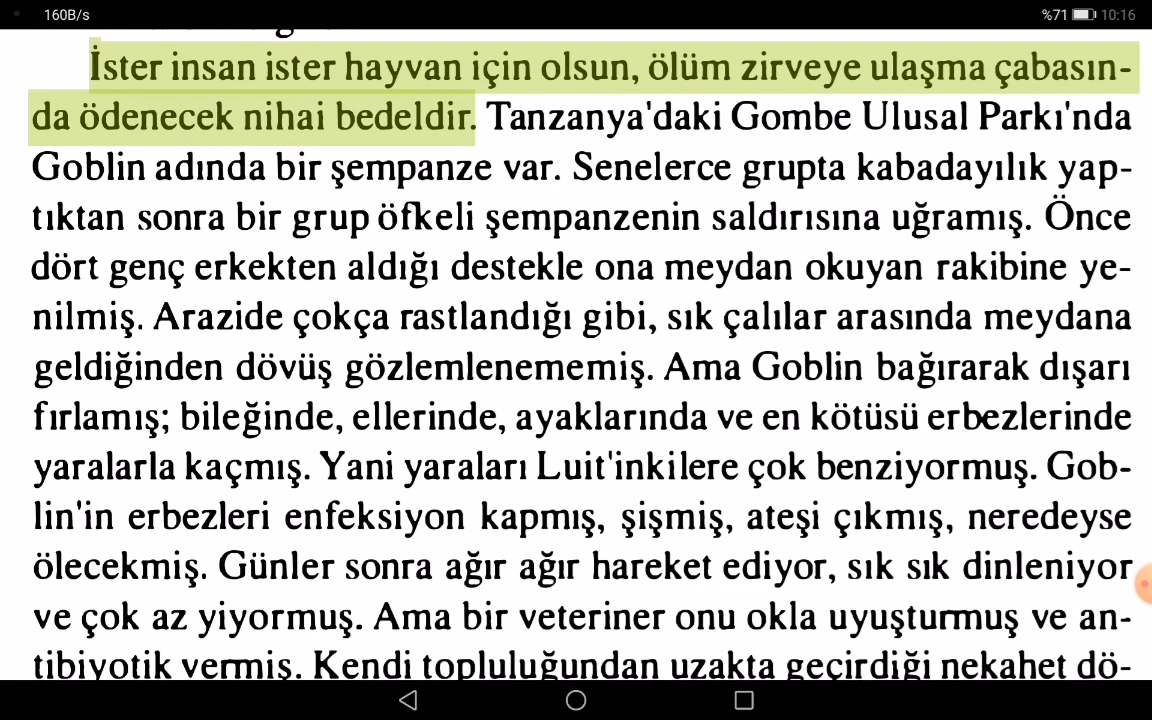 160B/s %71 10:16
İster insan ister hayvan için olsun, ölüm zirveye ulaşma çabasın-
da ödenecek nihai bedeldir. Tanzanya'daki Gombe Ulusal Parkı'nda
Goblin adında bir şempanze var. Senelerce grupta kabadayılık yap-
tıktan sonra bir grup öfkeli şempanzenin saldırısına uğramış. Önce
dört genç erkekten aldığı destekle ona meydan okuyan rakibine ye-
nilmiş. Arazide çokça rastlandığı gibi, sık çalılar arasında meydana
geldiğinden dövüş gözlemlenememiş. Ama Goblin bağırarak dışarı
fırlamış; bileğinde, ellerinde, ayaklarında ve en kötüsü erbezlerinde
yaralarla kaçmış. Yani yaraları Luit'inkilere çok benziyormuş. Gob-
lin'in erbezleri enfeksiyon kapmış, şişmiş, ateşi çıkmış, neredeyse
ölecekmiş. Günler sonra ağır ağır hareket ediyor, sık sık dinleniyor
ve çok az yiyormuş. Ama bir veteriner onu okla uyuşturmuş ve an-
tibiyotik vermiş. Kendi topluluğundan uzakta geçirdiği nekahet dö-